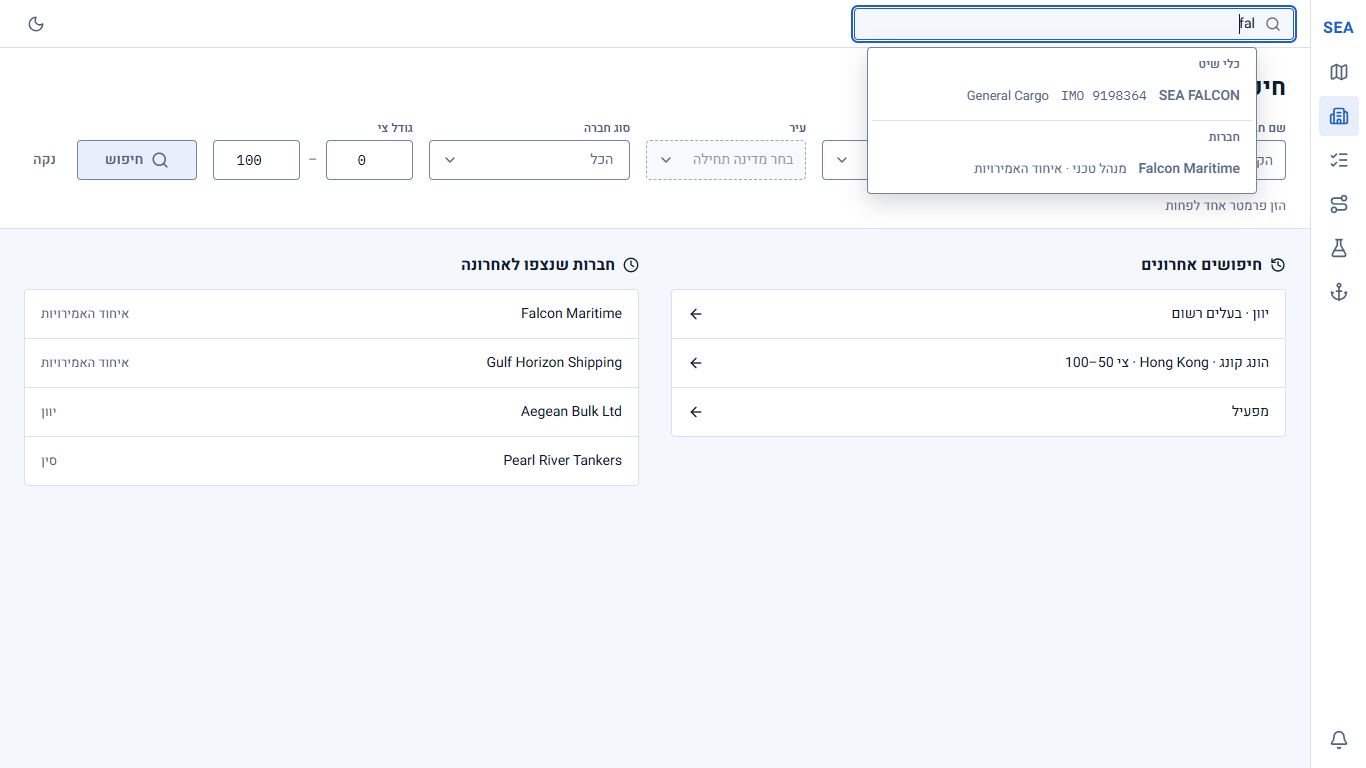 SEA
fal
כלי שיט
SEA FALCON IMO 9198364 General Cargo
חברות
Falcon Maritime מנהל טכני · איחוד האמירויות
עיר
סוג חברה
גודל צי
בחר מדינה תחילה
הכל
0 – 100
חיפוש
נקה
הזן פרמטר אחד לפחות
חיפושים אחרונים
יוון · בעלים רשום
הונג קונג · Hong Kong · צי 50–100
מפעיל
חברות שנצפו לאחרונה
Falcon Maritime איחוד האמירויות
Gulf Horizon Shipping איחוד האמירויות
Aegean Bulk Ltd יוון
Pearl River Tankers סין